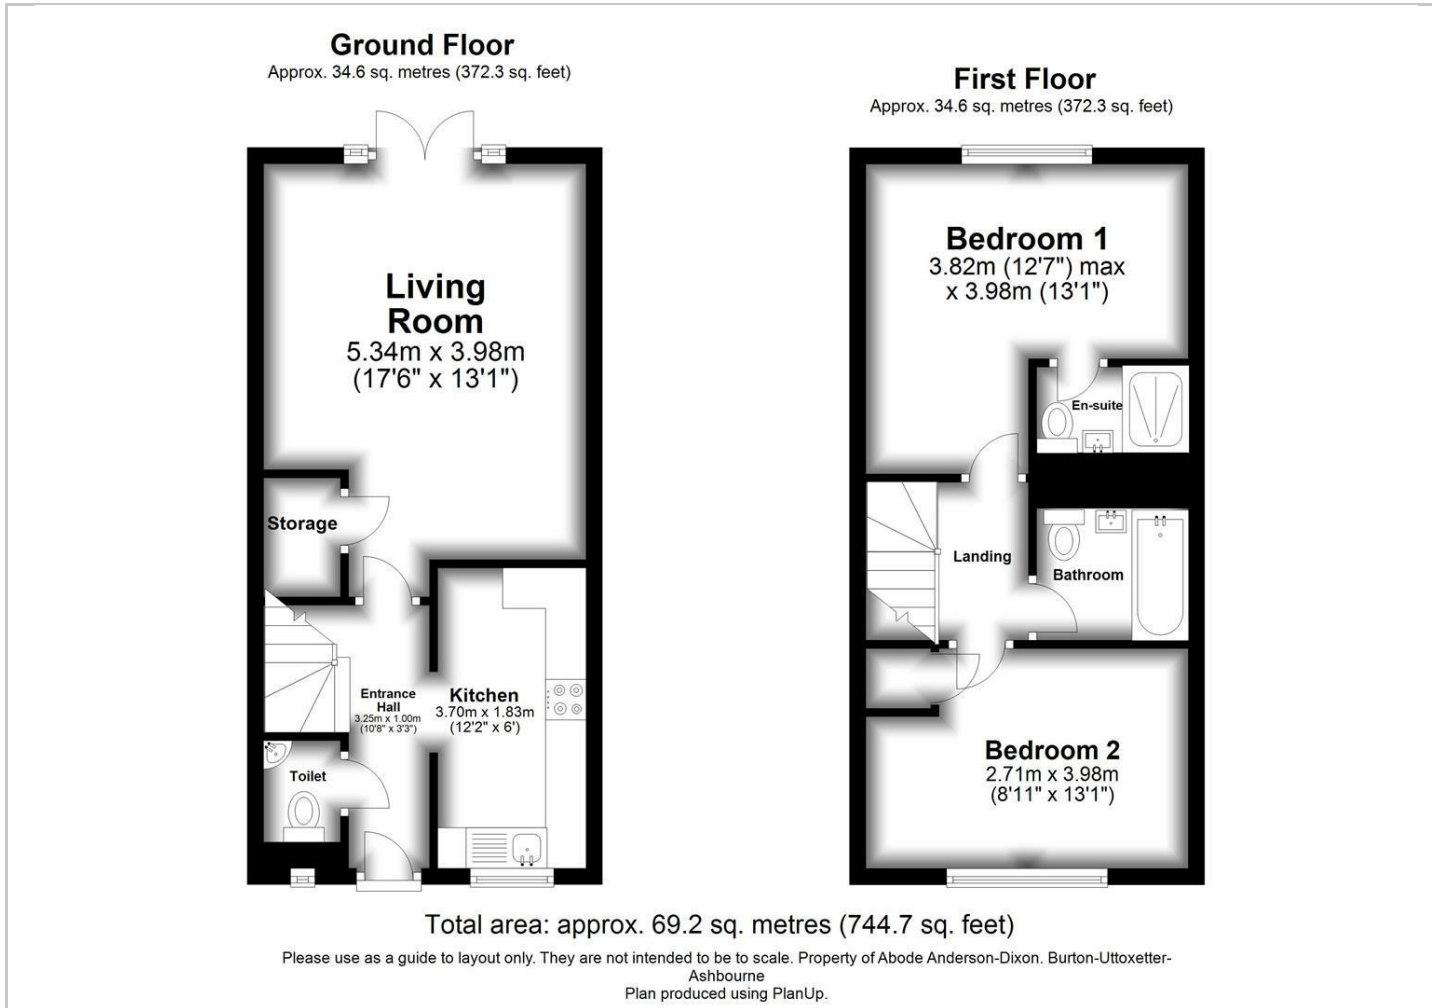 Ground Floor
Approx. 34.6 sq. metres (372.3 sq. feet)
Living
Room
5.34m x 3.98m
(17'6" x 13'1")
Storage
Entrance
Hall
3.25m x 1.00m
(10'8" x 3'3")
Kitchen
3.70m x 1.83m
(12'2" x 6')
Toilet
First Floor
Approx. 34.6 sq. metres (372.3 sq. feet)
Bedroom 1
3.82m (12'7") max
x 3.98m (13'1")
En-suite
Landing
Bathroom
Bedroom 2
2.71m x 3.98m
(8'11" x 13'1")
Total area: approx. 69.2 sq. metres (744.7 sq. feet)
Please use as a guide to layout only. They are not intended to be to scale. Property of Abode Anderson-Dixon. Burton-Uttoxetter-
Ashbourne
Plan produced using PlanUp.